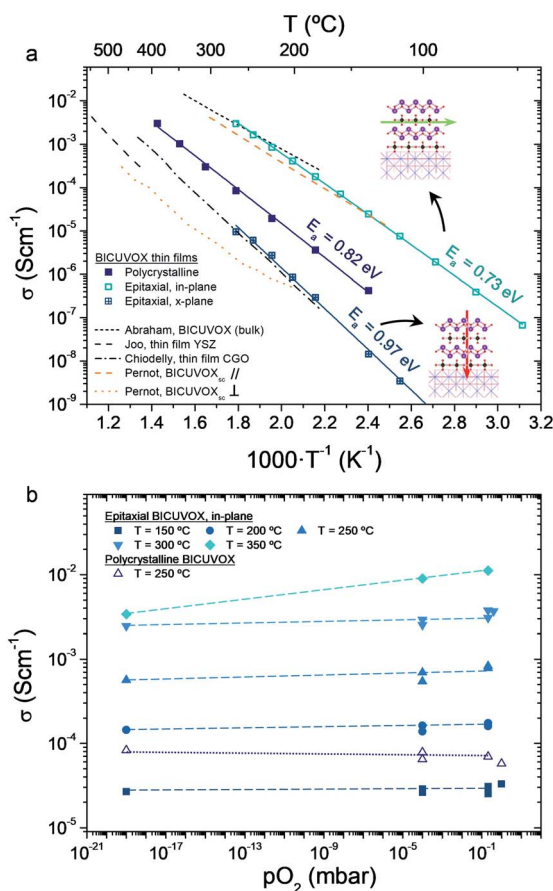 T (ºC)
500 400 300 200 100
a
10⁻²
10⁻³
10⁻⁴
10⁻⁵
10⁻⁶
10⁻⁷
10⁻⁸
10⁻⁹
σ (Scm⁻¹)
Eₐ = 0.82 eV
Eₐ = 0.73 eV
Eₐ = 0.97 eV
BICUVOX thin films
Polycrystalline
Epitaxial, in-plane
Epitaxial, x-plane
Abraham, BICUVOX (bulk)
Joo, thin film YSZ
Chiodelly, thin film CGO
Pernot, BICUVOXsc //
Pernot, BICUVOXsc ⊥
1.2 1.4 1.6 1.8 2.0 2.2 2.4 2.6 2.8 3.0 3.2
1000·T⁻¹ (K⁻¹)
b
Epitaxial BICUVOX, in-plane
T = 150 ºC T = 200 ºC T = 250 ºC
T = 300 ºC T = 350 ºC
Polycrystalline BICUVOX
T = 250 ºC
10⁻²
10⁻³
10⁻⁴
10⁻⁵
σ (Scm⁻¹)
10⁻²¹ 10⁻¹⁷ 10⁻¹³ 10⁻⁹ 10⁻⁵ 10⁻¹
pO₂ (mbar)